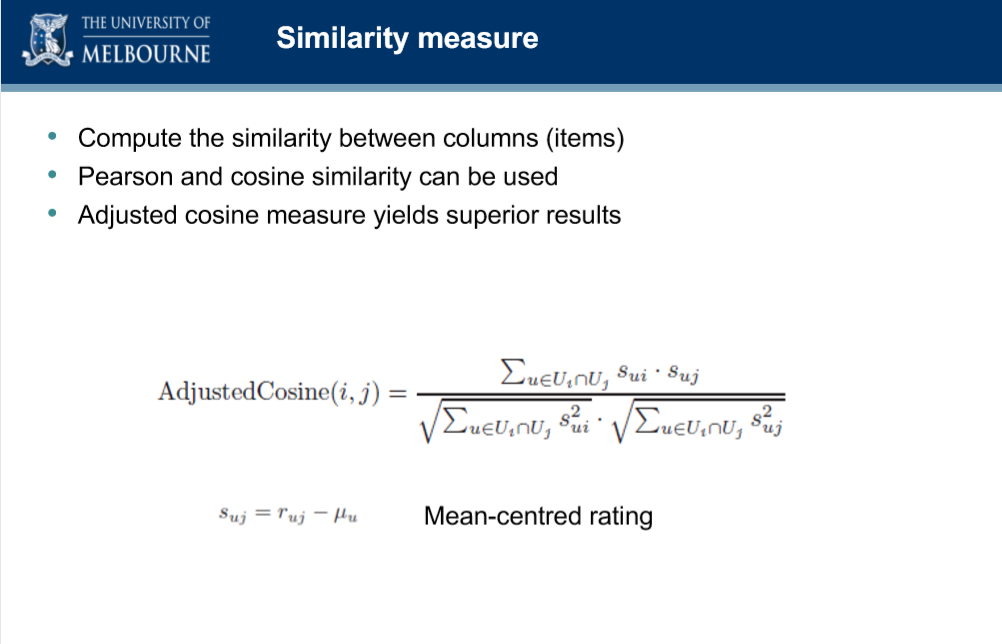 THE UNIVERSITY OF
MELBOURNE
Similarity measure
• Compute the similarity between columns (items)
• Pearson and cosine similarity can be used
• Adjusted cosine measure yields superior results
AdjustedCosine(i, j) = \frac{\sum_{u \in U_i \cap U_j} s_{ui} \cdot s_{uj}}{\sqrt{\sum_{u \in U_i \cap U_j} s_{ui}^2} \cdot \sqrt{\sum_{u \in U_i \cap U_j} s_{uj}^2}}
s_{uj} = r_{uj} − μ_u Mean-centred rating